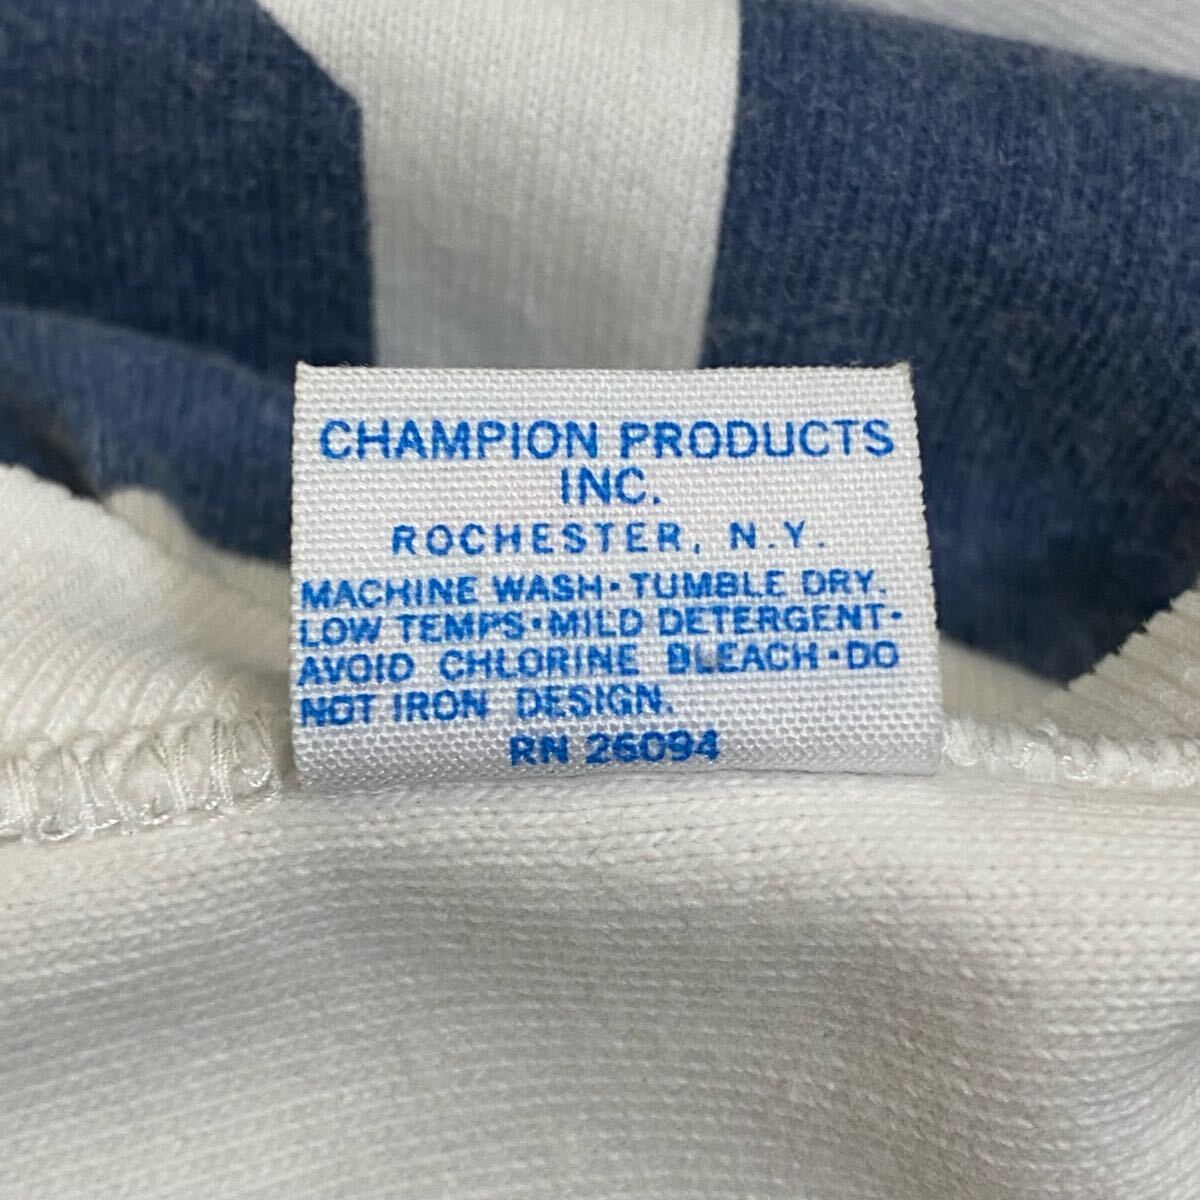 CHAMPION PRODUCTS
INC.
ROCHESTER, N.Y.
MACHINE WASH·TUMBLE DRY.
LOW TEMPS·MILD DETERGENT·
AVOID CHLORINE BLEACH·DO
NOT IRON DESIGN.
RN 26094